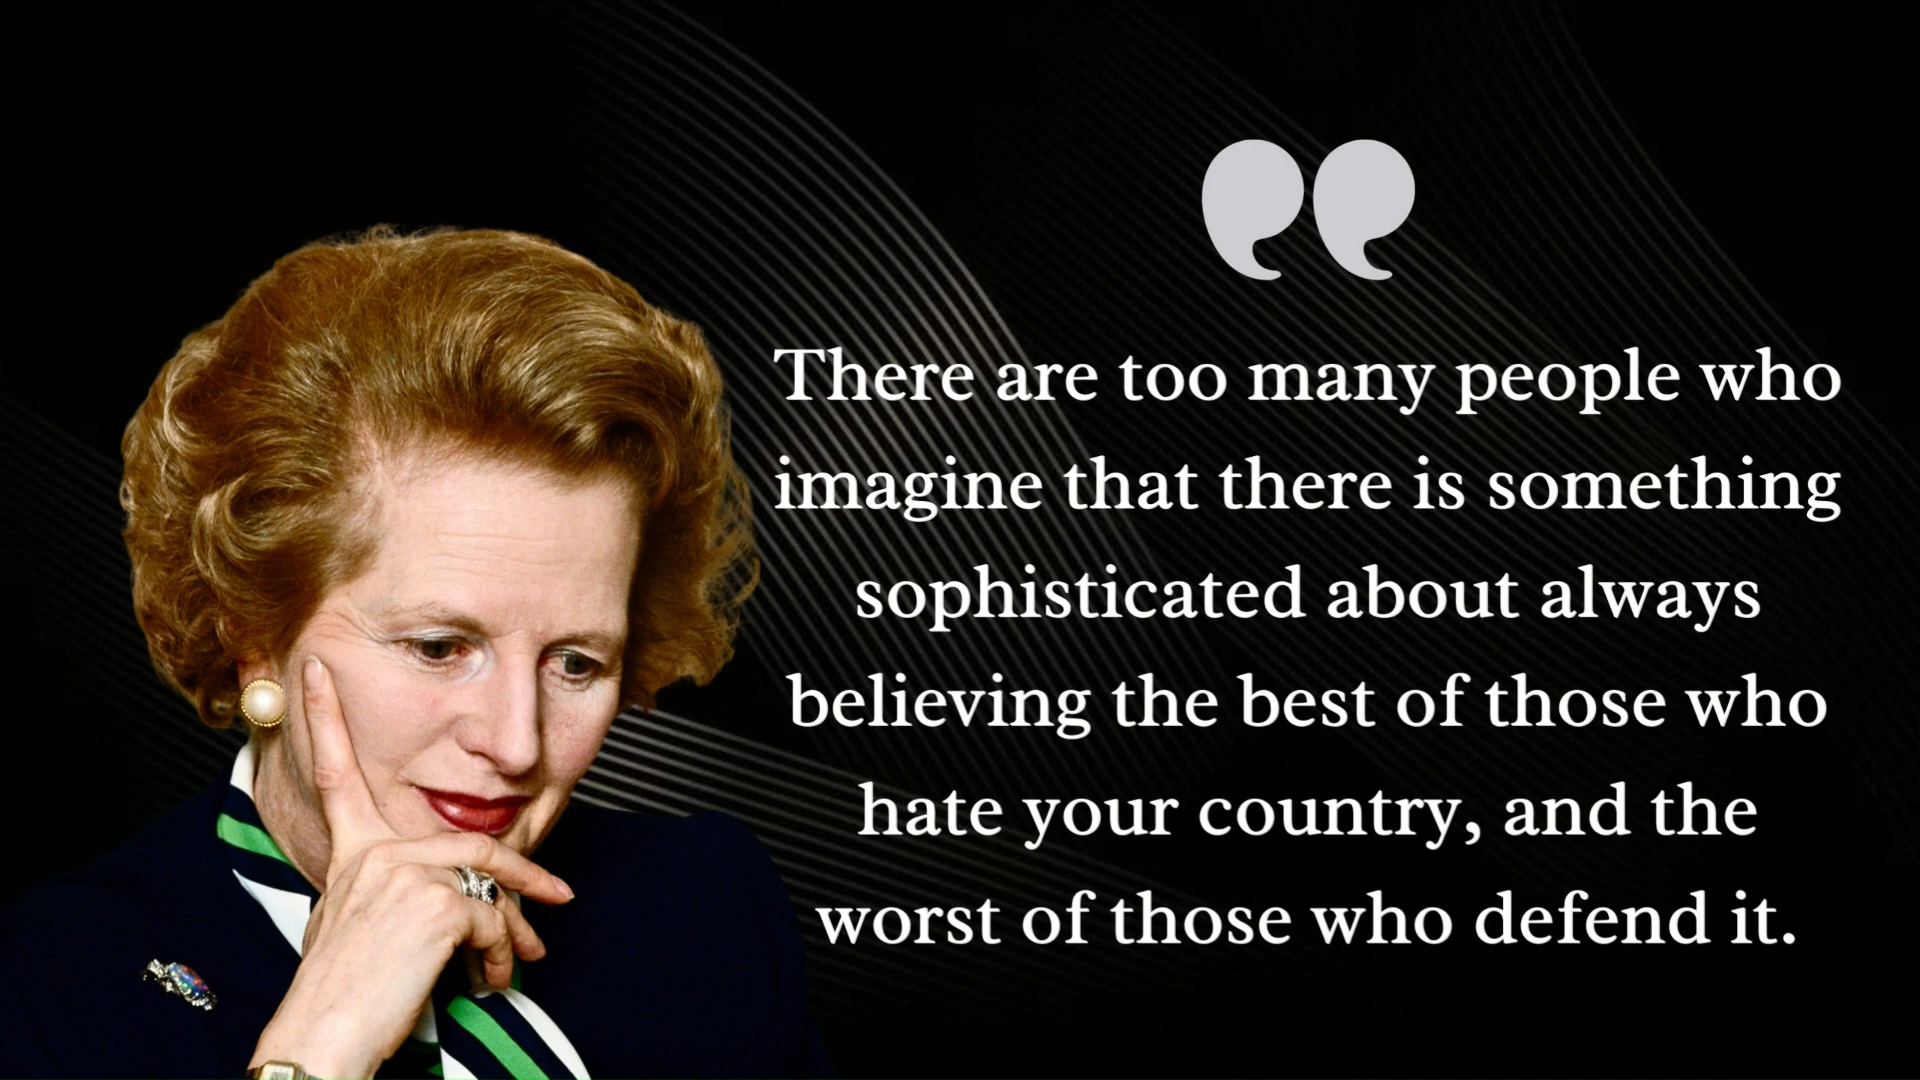 There are too many people who
imagine that there is something
sophisticated about always
believing the best of those who
hate your country, and the
worst of those who defend it.